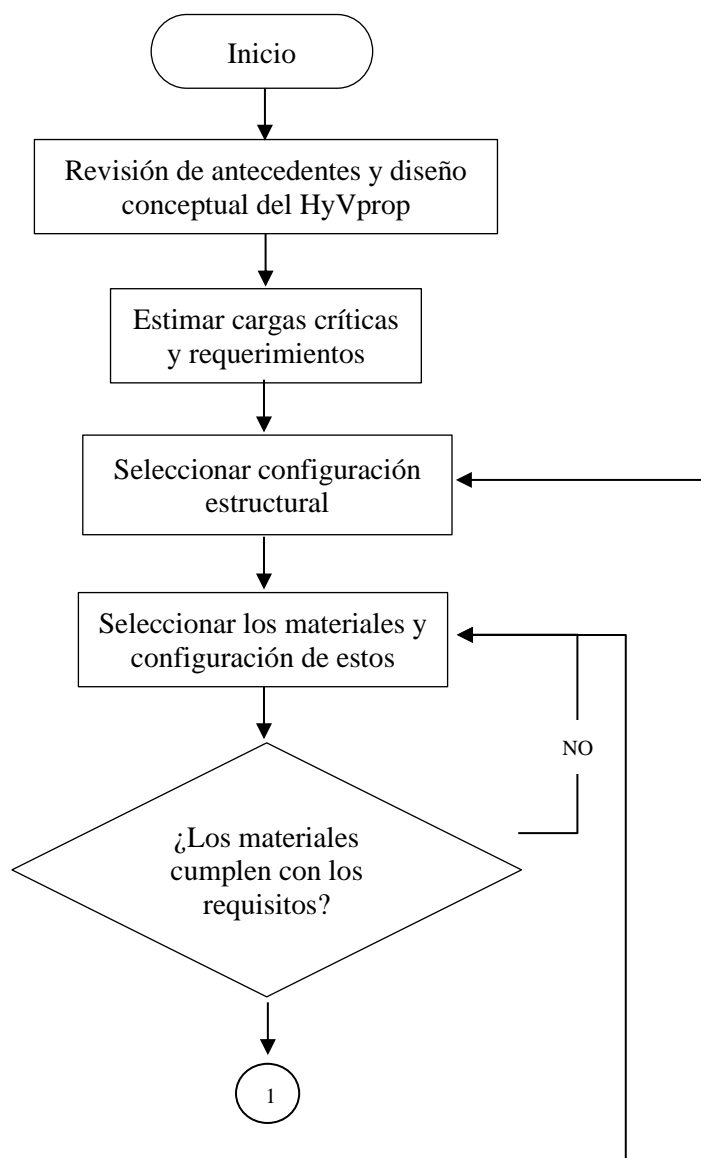 Inicio
Revisión de antecedentes y diseño
conceptual del HyVprop
Estimar cargas críticas
y requerimientos
Seleccionar configuración
estructural
Seleccionar los materiales y
configuración de estos
NO
¿Los materiales
cumplen con los
requisitos?
1